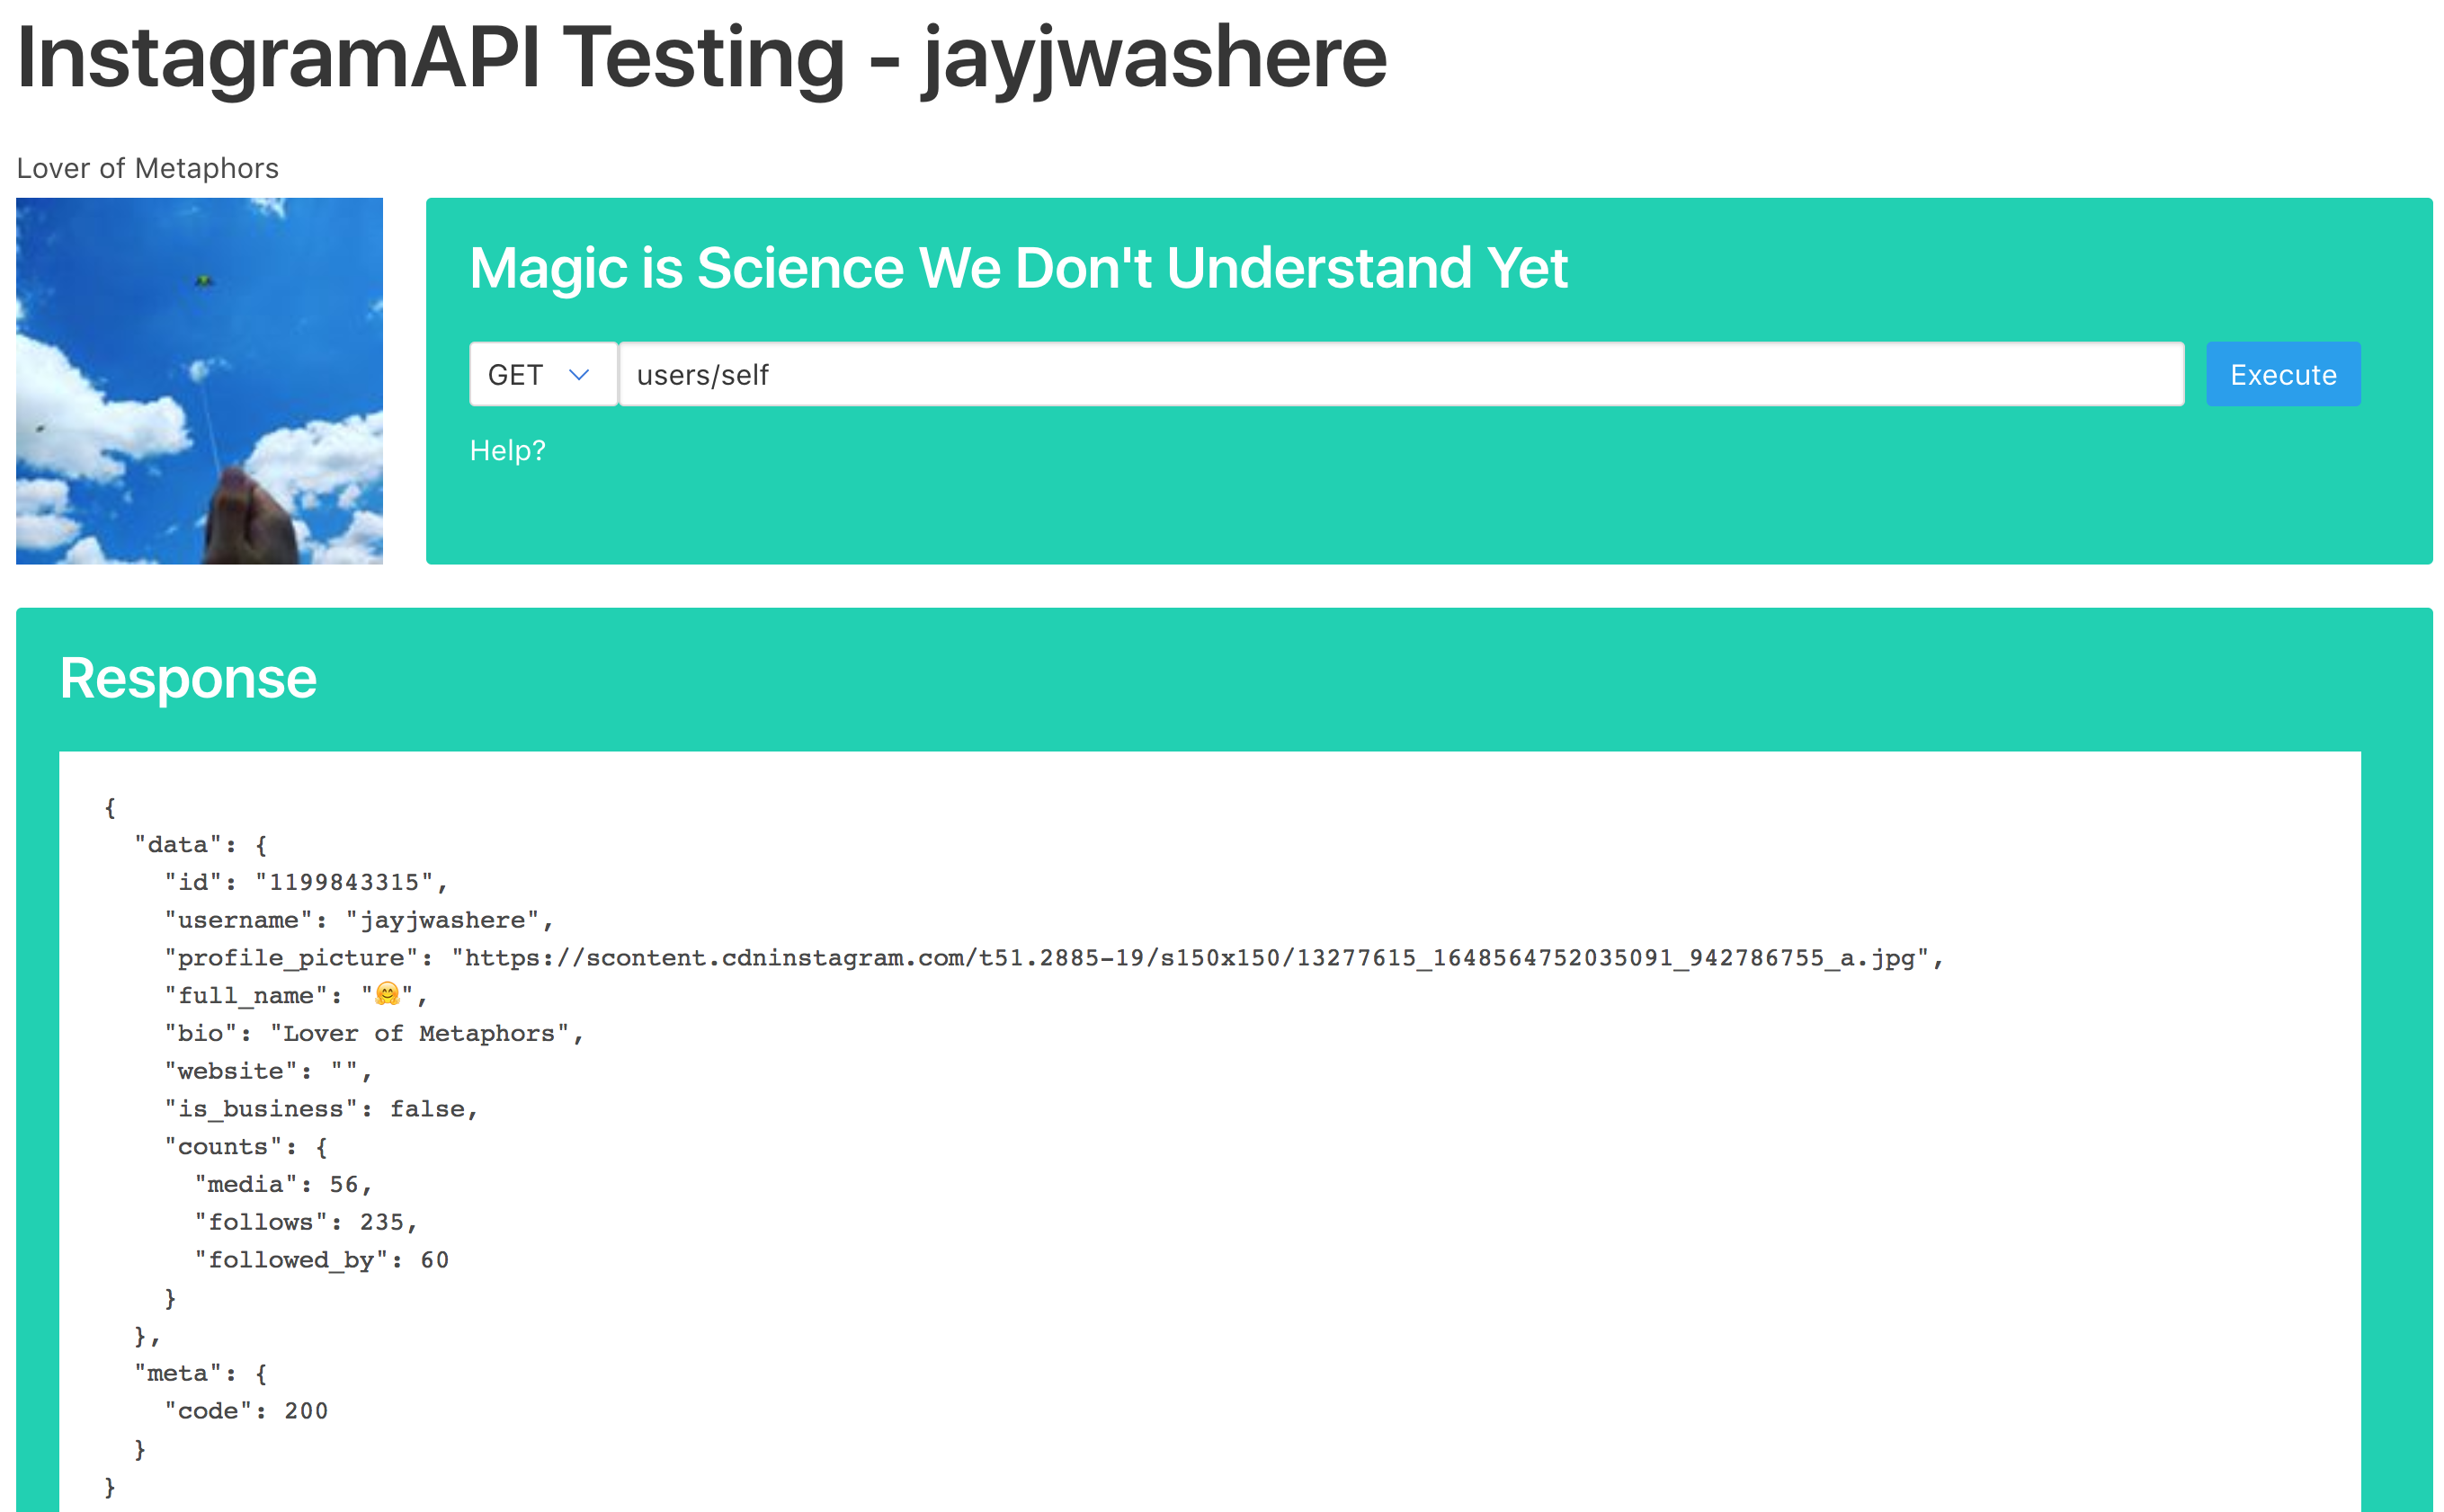 InstagramAPI Testing - jayjwashere
Lover of Metaphors
Magic is Science We Don't Understand Yet
GET users/self Execute
Help?
Response
{
  "data": {
    "id": "1199843315",
    "username": "jayjwashere",
    "profile_picture": "https://scontent.cdninstagram.com/t51.2885-19/s150x150/13277615_1648564752035091_942786755_a.jpg",
    "full_name": "🤗",
    "bio": "Lover of Metaphors",
    "website": "",
    "is_business": false,
    "counts": {
      "media": 56,
      "follows": 235,
      "followed_by": 60
    }
  },
  "meta": {
    "code": 200
  }
}